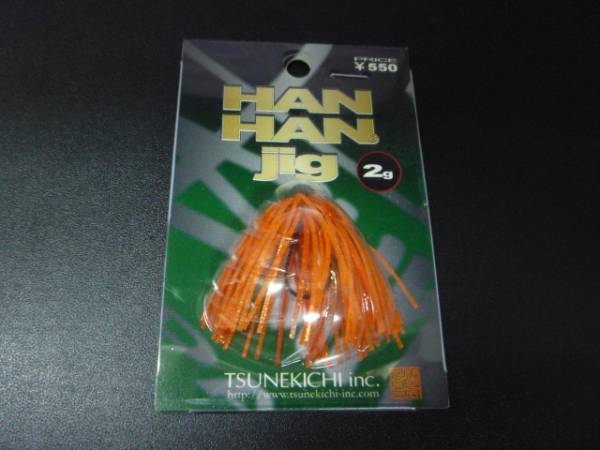 PRICE
¥550
HAN
HAN
jig
2g
TSUNEKICHI inc.
http://www.tsunekichi-inc.com